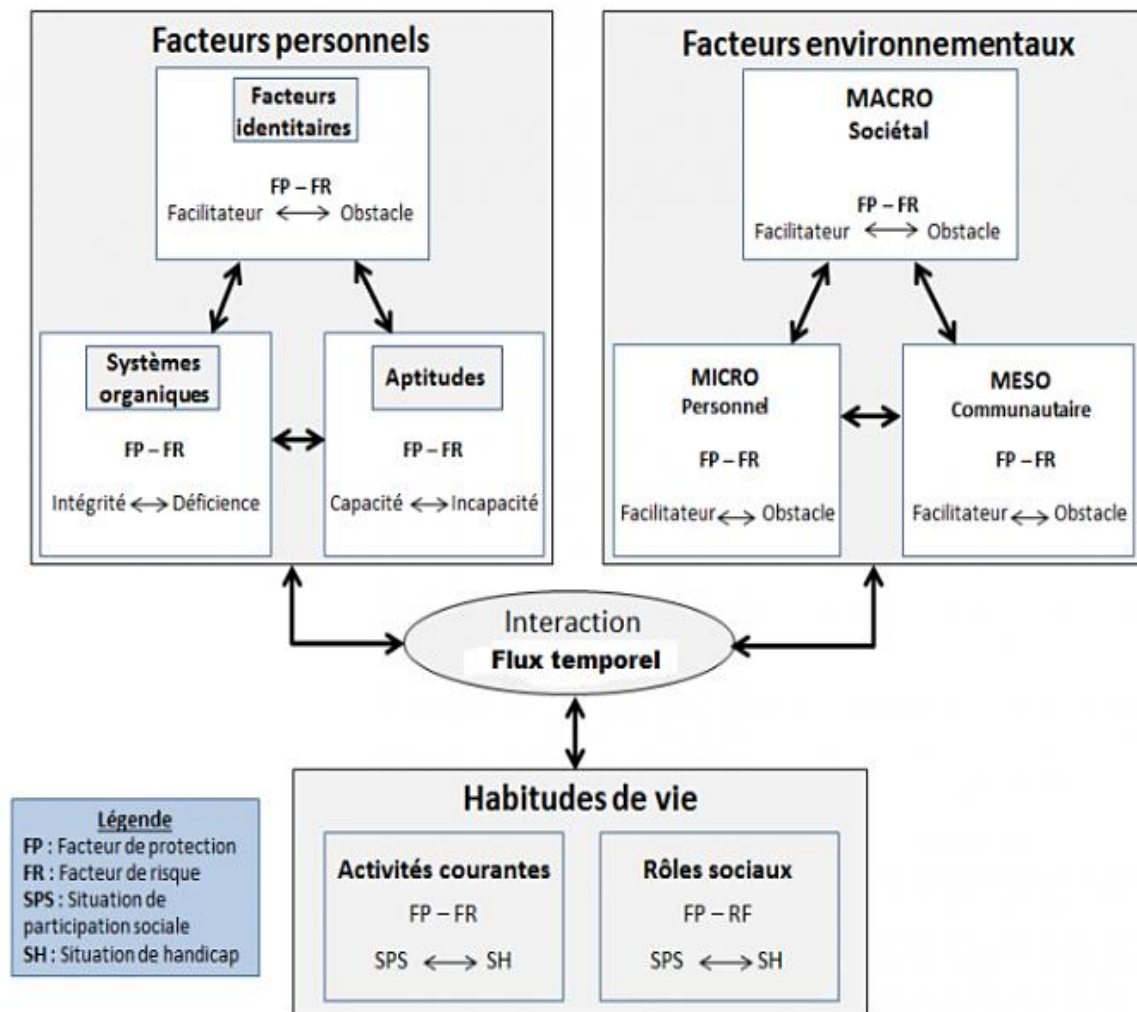 Facteurs personnels
Facteurs
identitaires
FP – FR
Facilitateur ⟷ Obstacle
Systèmes
organiques
FP – FR
Intégrité ⟷ Déficience
Aptitudes
FP – FR
Capacité ⟷ Incapacité
Facteurs environnementaux
MACRO
Sociétal
FP – FR
Facilitateur ⟷ Obstacle
MICRO
Personnel
FP – FR
Facilitateur ⟷ Obstacle
MESO
Communautaire
FP – FR
Facilitateur ⟷ Obstacle
Interaction
Flux temporel
Habitudes de vie
Activités courantes
FP – FR
SPS ⟷ SH
Rôles sociaux
FP – RF
SPS ⟷ SH
Légende
FP : Facteur de protection
FR : Facteur de risque
SPS : Situation de
participation sociale
SH : Situation de handicap